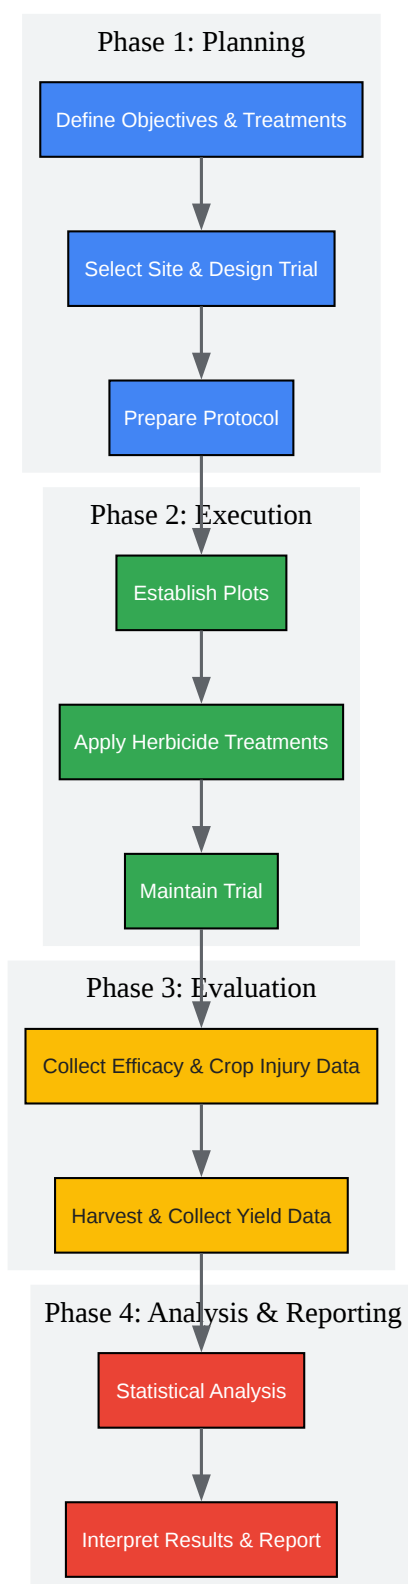 Phase 1: Planning
Define Objectives & Treatments
Select Site & Design Trial
Prepare Protocol
Phase 2: Execution
Establish Plots
Apply Herbicide Treatments
Maintain Trial
Phase 3: Evaluation
Collect Efficacy & Crop Injury Data
Harvest & Collect Yield Data
Phase 4: Analysis & Reporting
Statistical Analysis
Interpret Results & Report